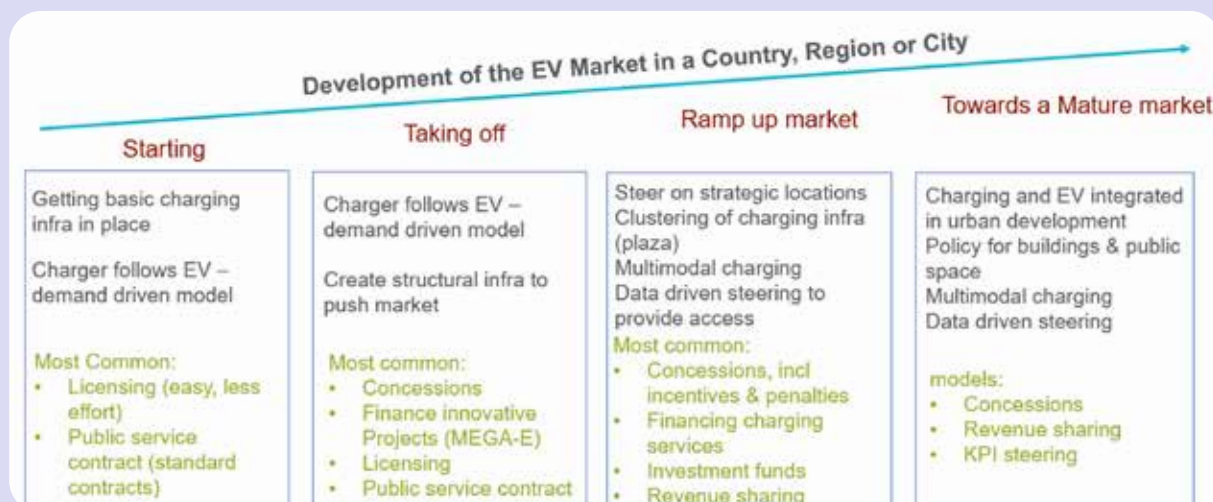 Development of the EV Market in a Country, Region or City
Starting
Getting basic charging
infra in place
Charger follows EV –
demand driven model
Most Common:
• Licensing (easy, less
effort)
• Public service
contract (standard
contracts)
Taking off
Charger follows EV –
demand driven model
Create structural infra to
push market
Most common:
• Concessions
• Finance innovative
Projects (MEGA-E)
• Licensing
• Public service contract
Ramp up market
Steer on strategic locations
Clustering of charging infra
(plaza)
Multimodal charging
Data driven steering to
provide access
Most common:
• Concessions, incl
incentives & penalties
• Financing charging
services
• Investment funds
• Revenue sharing
Towards a Mature market
Charging and EV integrated
in urban development
Policy for buildings & public
space
Multimodal charging
Data driven steering
models:
• Concessions
• Revenue sharing
• KPI steering